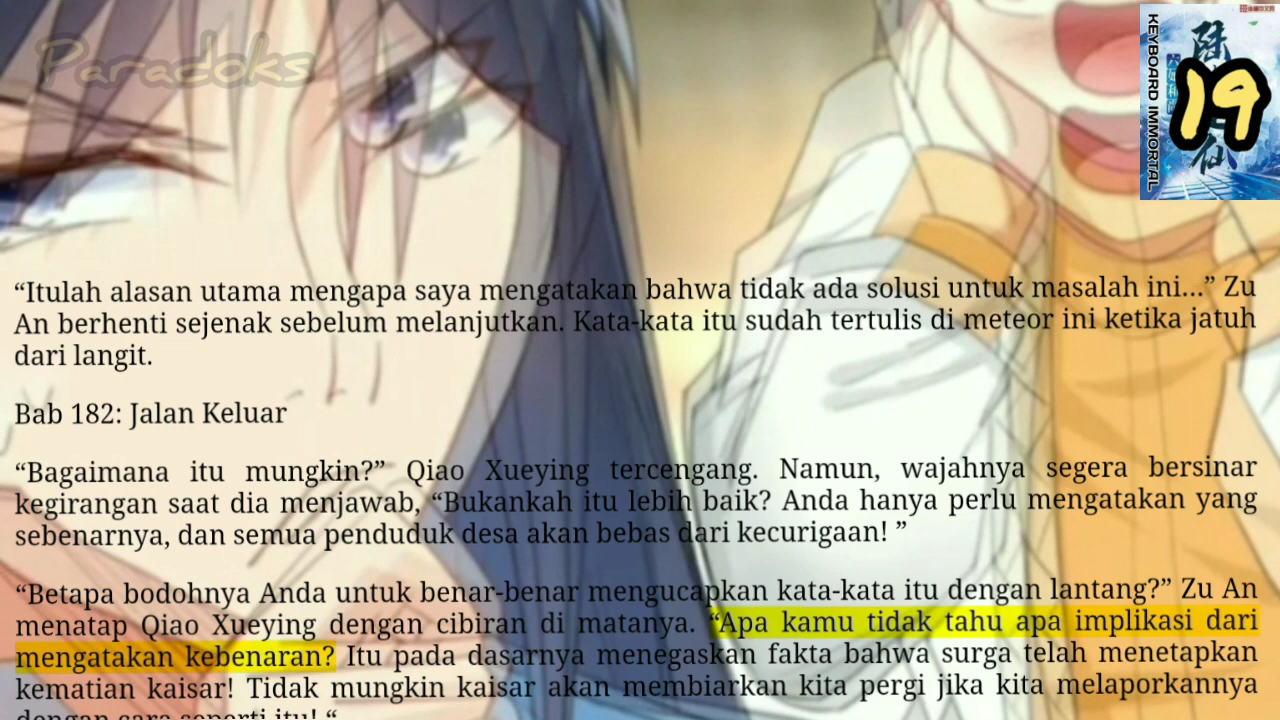 Paradoks
KEYBOARD IMMORTAL
19
仙
“Itulah alasan utama mengapa saya mengatakan bahwa tidak ada solusi untuk masalah ini...” Zu
An berhenti sejenak sebelum melanjutkan. Kata-kata itu sudah tertulis di meteor ini ketika jatuh
dari langit.
Bab 182: Jalan Keluar
“Bagaimana itu mungkin?” Qiao Xueying tercengang. Namun, wajahnya segera bersinar
kegirangan saat dia menjawab, “Bukankah itu lebih baik? Anda hanya perlu mengatakan yang
sebenarnya, dan semua penduduk desa akan bebas dari kecurigaan! ”
“Betapa bodohnya Anda untuk benar-benar mengucapkan kata-kata itu dengan lantang?” Zu An
menatap Qiao Xueying dengan cibiran di matanya. “Apa kamu tidak tahu apa implikasi dari
mengatakan kebenaran? Itu pada dasarnya menegaskan fakta bahwa surga telah menetapkan
kematian kaisar! Tidak mungkin kaisar akan membiarkan kita pergi jika kita melaporkannya
dengan cara seperti itu! “